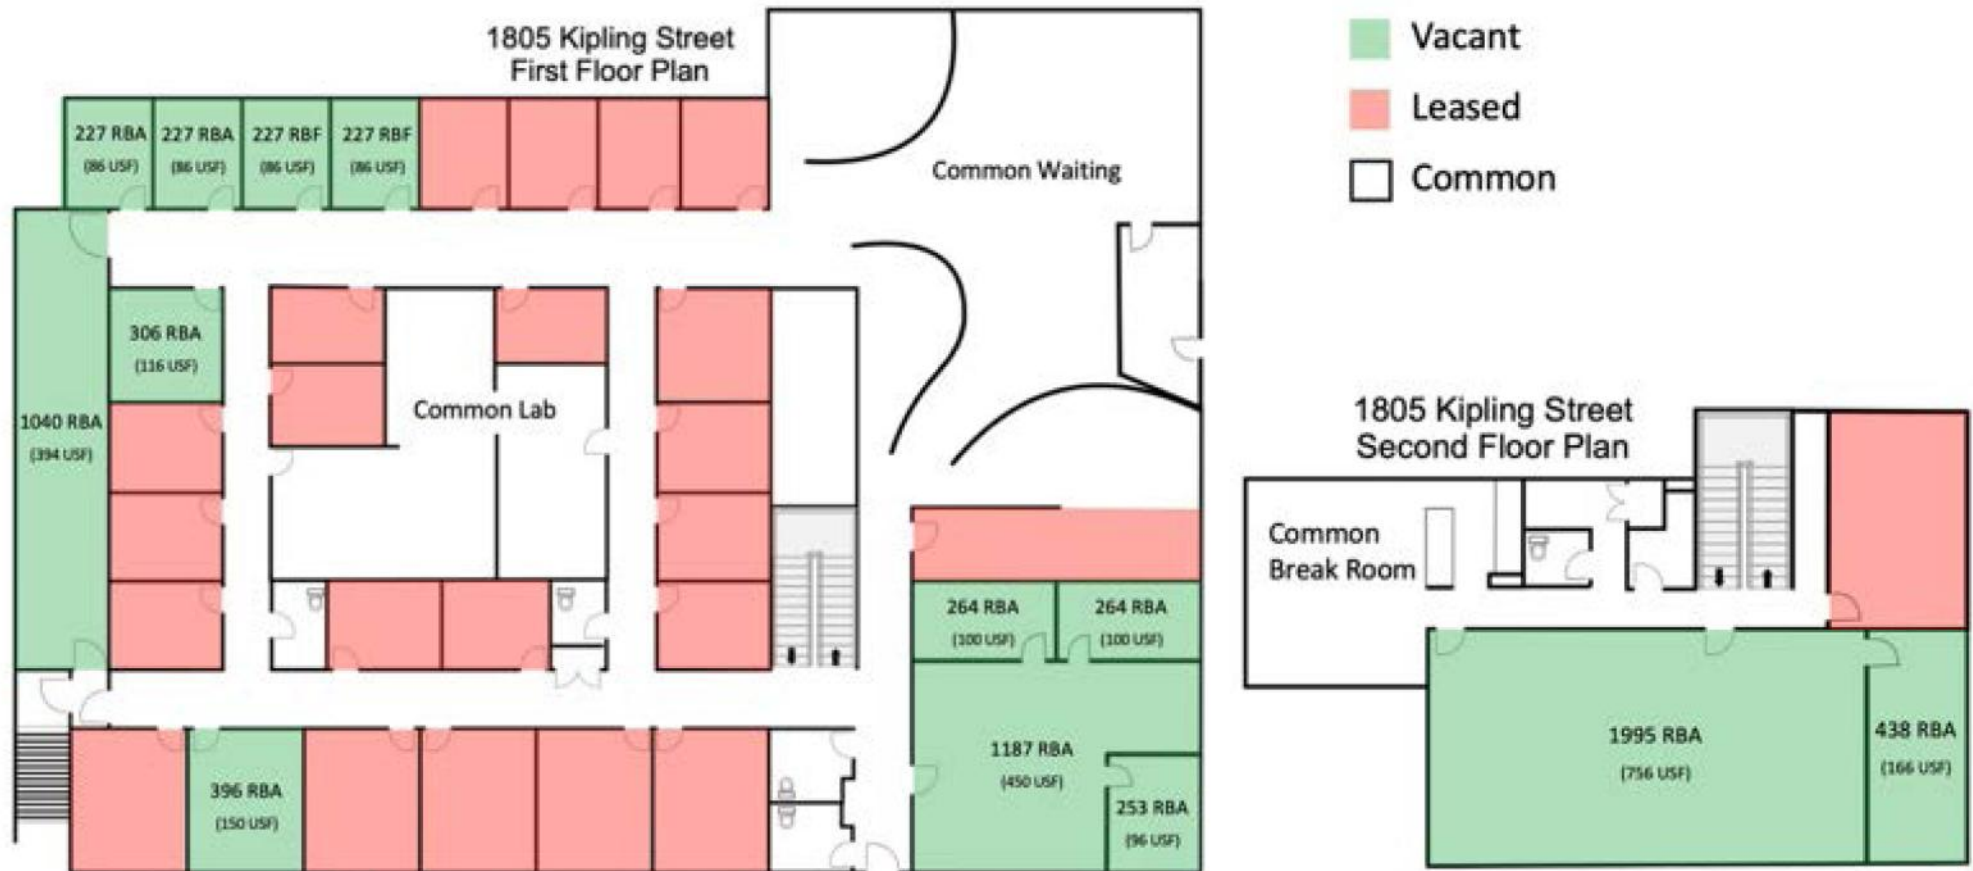 1805 Kipling Street
First Floor Plan
Vacant
Leased
Common
227 RBA
(86 USF)
227 RBA
(86 USF)
227 RBF
(86 USF)
227 RBF
(86 USF)
Common Waiting
306 RBA
(116 USF)
1040 RBA
(394 USF)
Common Lab
264 RBA
(100 USF)
264 RBA
(100 USF)
1187 RBA
(450 USF)
253 RBA
(96 USF)
396 RBA
(150 USF)
1805 Kipling Street
Second Floor Plan
Common
Break Room
1995 RBA
(756 USF)
438 RBA
(166 USF)